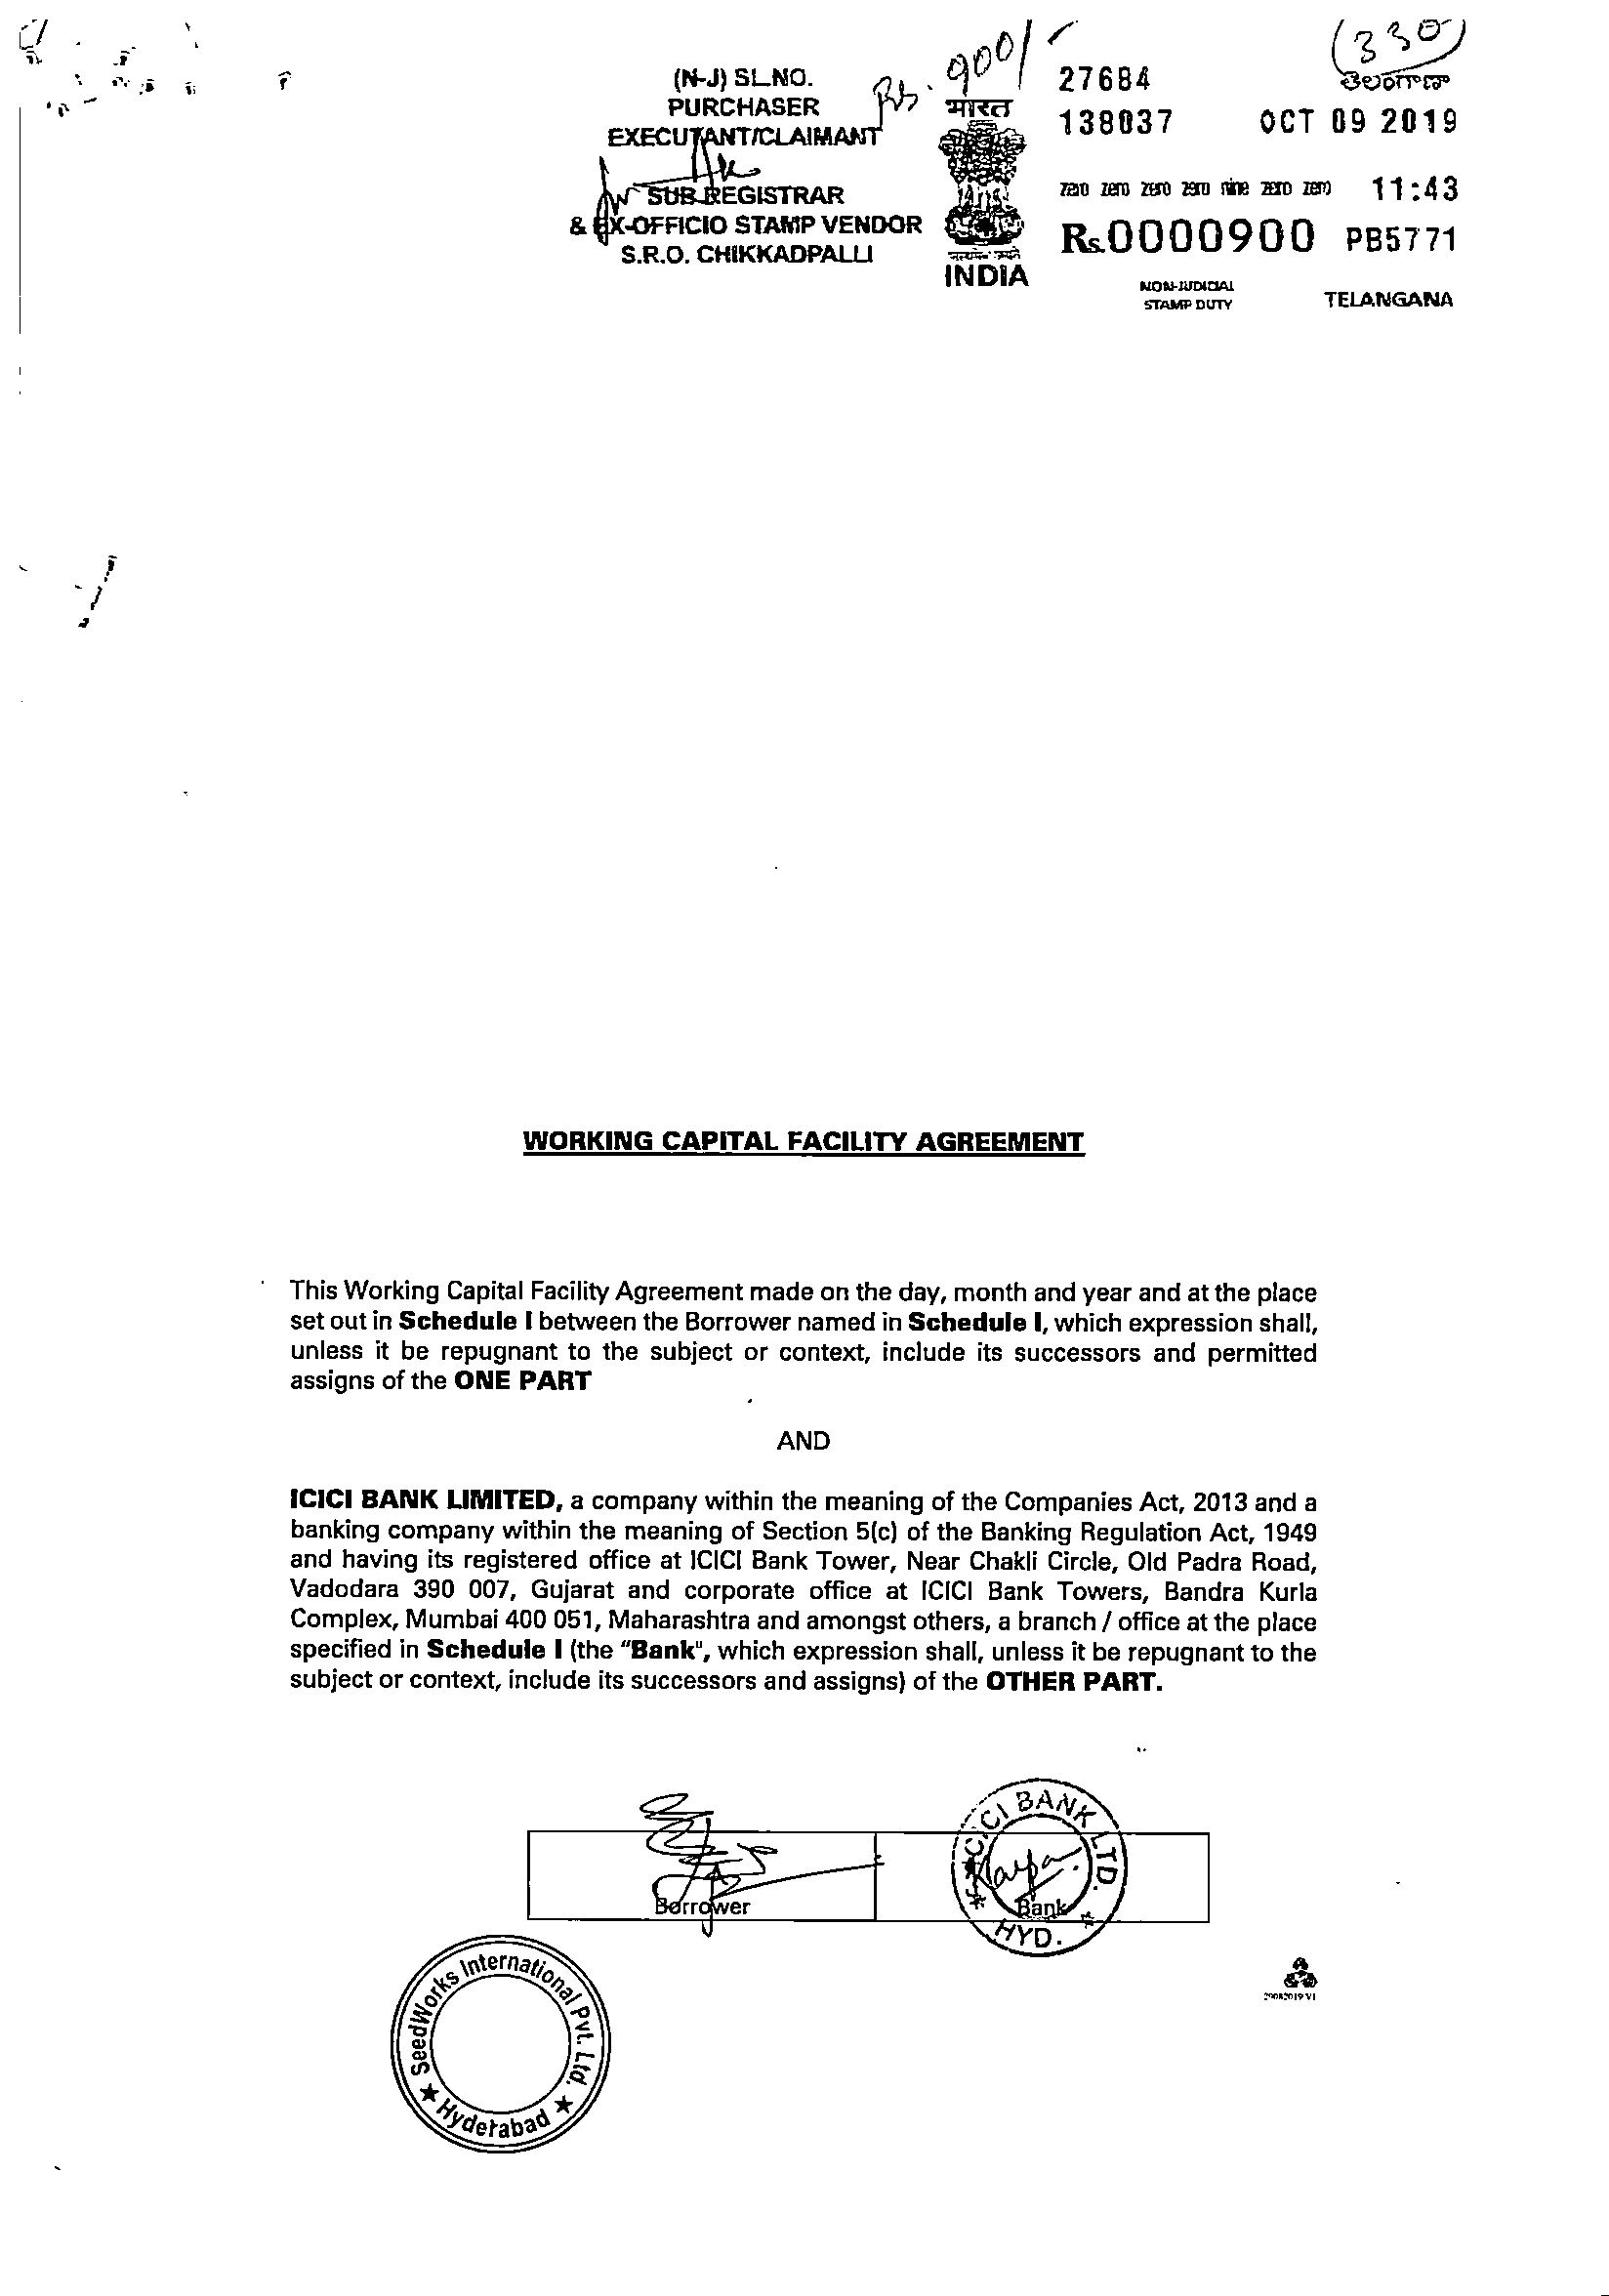 (330)
Rs. 900/-
(N-J) SL.NO.
PURCHASER
EXECUTANT/CLAIMANT
SUB REGISTRAR
& EX-OFFICIO STAMP VENDOR
S.R.O. CHIKKADPALLI
भारत
INDIA
27684
తెలంగాణ
138037 OCT 09 2019
zero zero zero zero nine zero zero 11:43
Rs.0000900 PB5771
NON-JUDICIAL
STAMP DUTY
TELANGANA
WORKING CAPITAL FACILITY AGREEMENT
This Working Capital Facility Agreement made on the day, month and year and at the place
set out in Schedule I between the Borrower named in Schedule I, which expression shall,
unless it be repugnant to the subject or context, include its successors and permitted
assigns of the ONE PART
AND
ICICI BANK LIMITED, a company within the meaning of the Companies Act, 2013 and a
banking company within the meaning of Section 5(c) of the Banking Regulation Act, 1949
and having its registered office at ICICI Bank Tower, Near Chakli Circle, Old Padra Road,
Vadodara 390 007, Gujarat and corporate office at ICICI Bank Towers, Bandra Kurla
Complex, Mumbai 400 051, Maharashtra and amongst others, a branch / office at the place
specified in Schedule I (the "Bank", which expression shall, unless it be repugnant to the
subject or context, include its successors and assigns) of the OTHER PART.
Borrower
Bank
ICICI BANK LTD.
HYD.
SeedWorks International Pvt. Ltd.
Hyderabad
29082019 V1